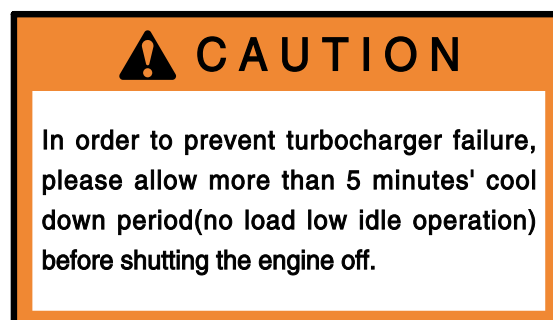 CAUTION
In order to prevent turbocharger failure,
please allow more than 5 minutes' cool
down period(no load low idle operation)
before shutting the engine off.